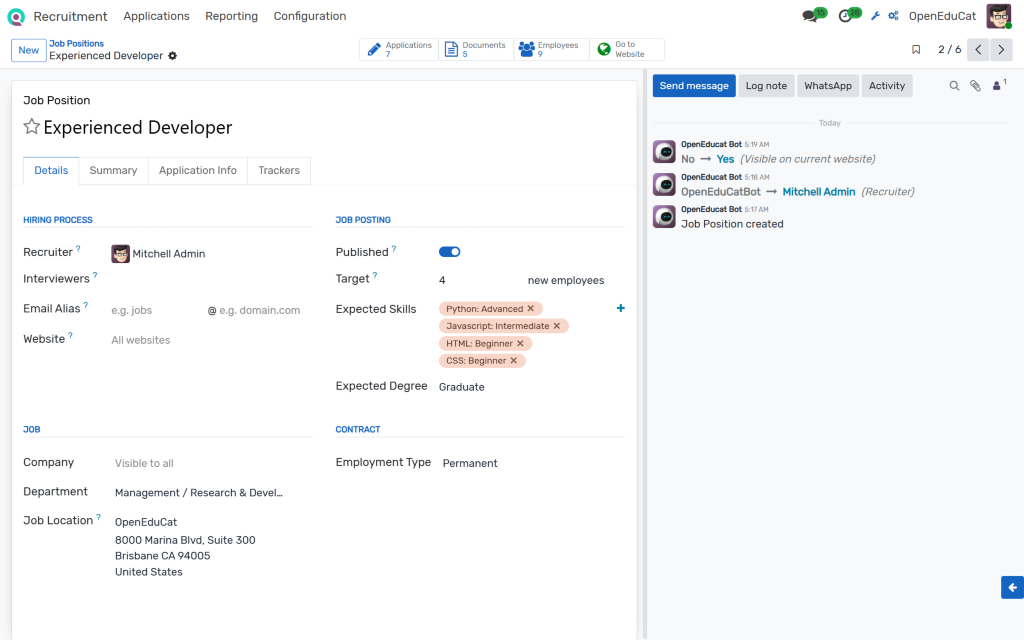 Recruitment Applications Reporting Configuration 15 28 OpenEduCat
New Job Positions
Experienced Developer
Applications 7
Documents 5
Employees 9
Go to Website
2 / 6
Job Position
Experienced Developer
Details Summary Application Info Trackers
HIRING PROCESS
Recruiter ? Mitchell Admin
Interviewers ?
Email Alias ? e.g. jobs @ e.g. domain.com
Website ? All websites
JOB POSTING
Published ?
Target ? 4 new employees
Expected Skills Python: Advanced
Javascript: Intermediate
HTML: Beginner
CSS: Beginner
Expected Degree Graduate
JOB
Company Visible to all
Department Management / Research & Devel...
Job Location ? OpenEduCat
8000 Marina Blvd, Suite 300
Brisbane CA 94005
United States
CONTRACT
Employment Type Permanent
Send message Log note WhatsApp Activity 1
Today
OpenEducat Bot 5:19 AM
No → Yes (Visible on current website)
OpenEducat Bot 5:18 AM
OpenEduCatBot → Mitchell Admin (Recruiter)
OpenEducat Bot 5:17 AM
Job Position created